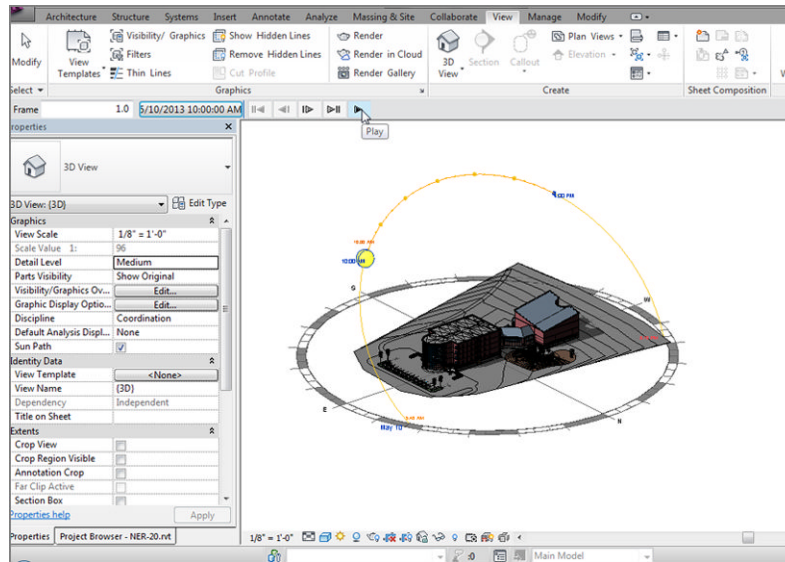 Architecture Structure Systems Insert Annotate Analyze Massing & Site Collaborate View Manage Modify
Modify
View Templates
Visibility/ Graphics
Filters
Thin Lines
Show Hidden Lines
Remove Hidden Lines
Cut Profile
Render
Render in Cloud
Render Gallery
3D View
Section
Callout
Plan Views
Elevation
Select Graphics Create Sheet Composition
Frame 1.0 5/10/2013 10:00:00 AM
Play
roperties
3D View
3D View: {3D} Edit Type
Graphics
View Scale 1/8" = 1'-0"
Scale Value 1: 96
Detail Level Medium
Parts Visibility Show Original
Visibility/Graphics Ov... Edit...
Graphic Display Optio... Edit...
Discipline Coordination
Default Analysis Displ... None
Sun Path
Identity Data
View Template <None>
View Name {3D}
Dependency Independent
Title on Sheet
Extents
Crop View
Crop Region Visible
Annotation Crop
Far Clip Active
Section Box
Properties help Apply
Properties Project Browser - NER-20.rvt
W
E
N
May 10
1/8" = 1'-0"
:0 Main Model